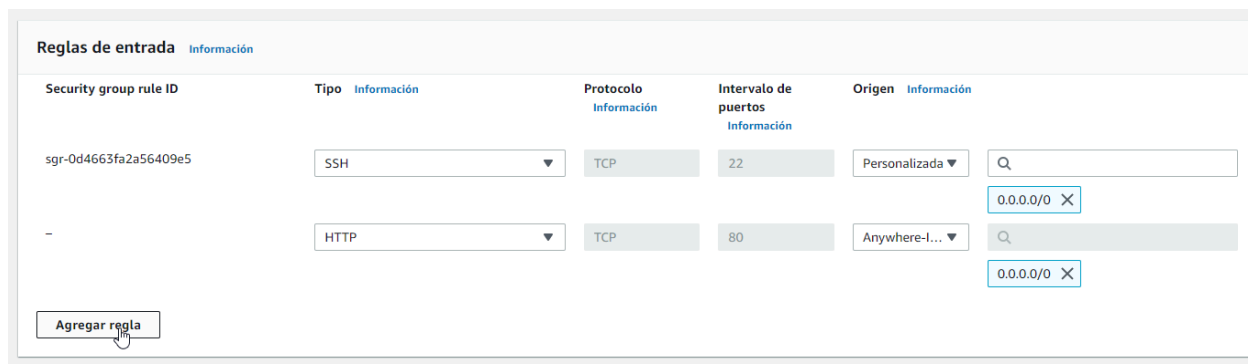 Reglas de entrada Información
Security group rule ID Tipo Información Protocolo Intervalo de Origen Información
Información puertos
Información
sgr-0d4663fa2a56409e5 SSH TCP 22 Personalizada
0.0.0.0/0
– HTTP TCP 80 Anywhere-I...
0.0.0.0/0
Agregar regla